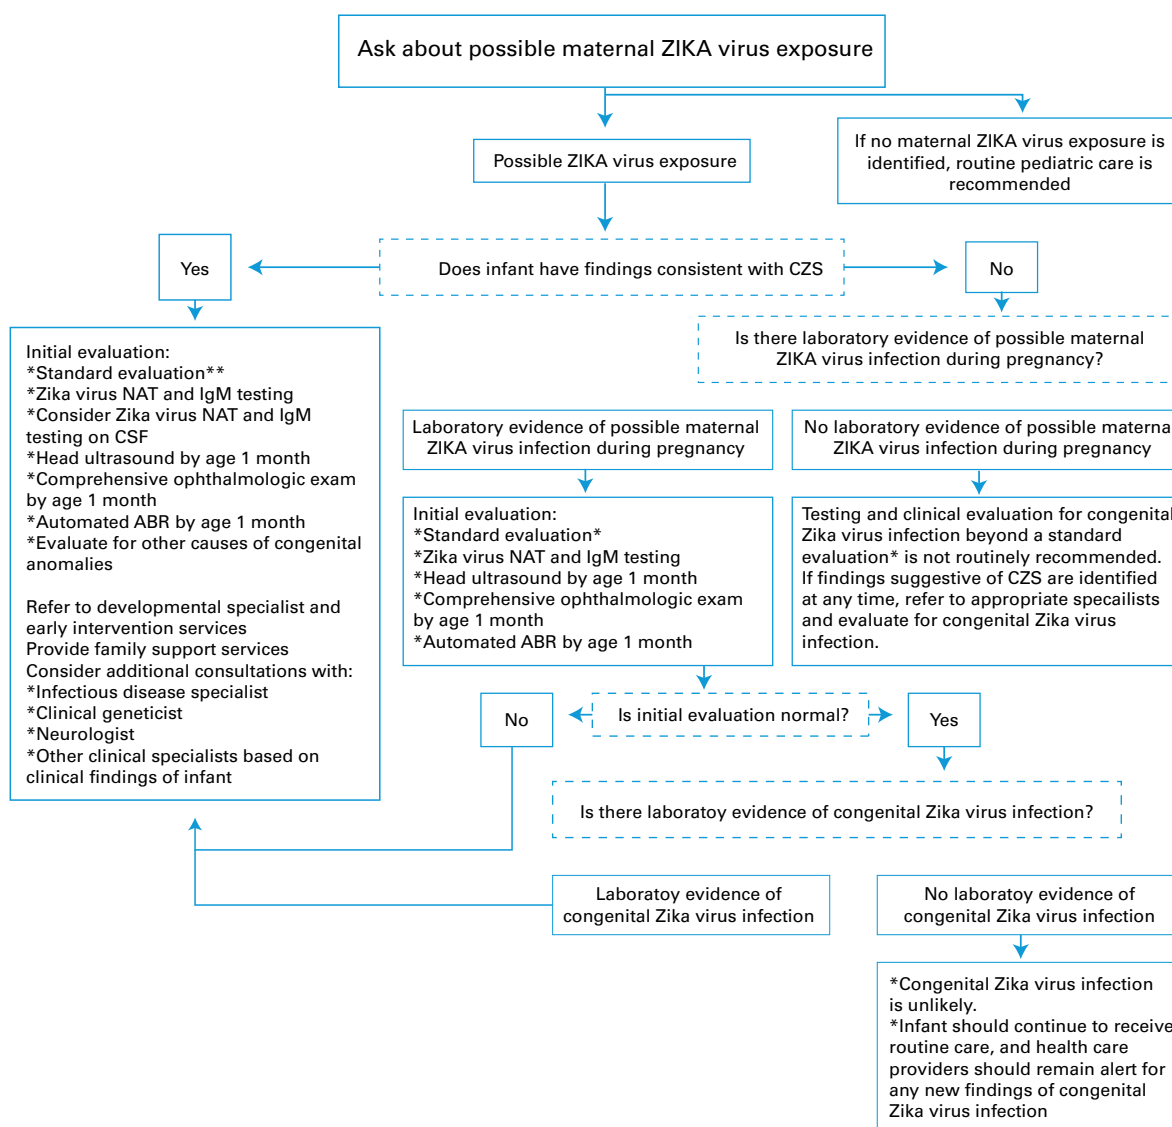 Ask about possible maternal ZIKA virus exposure
Possible ZIKA virus exposure
If no maternal ZIKA virus exposure is
identified, routine pediatric care is
recommended
Yes
Does infant have findings consistent with CZS
No
Is there laboratory evidence of possible maternal
ZIKA virus infection during pregnancy?
Initial evaluation:
*Standard evaluation**
*Zika virus NAT and IgM testing
*Consider Zika virus NAT and IgM
testing on CSF
*Head ultrasound by age 1 month
*Comprehensive ophthalmologic exam
by age 1 month
*Automated ABR by age 1 month
*Evaluate for other causes of congenital
anomalies
Refer to developmental specialist and
early intervention services
Provide family support services
Consider additional consultations with:
*Infectious disease specialist
*Clinical geneticist
*Neurologist
*Other clinical specialists based on
clinical findings of infant
Laboratory evidence of possible maternal
ZIKA virus infection during pregnancy
No laboratory evidence of possible maternal
ZIKA virus infection during pregnancy
Initial evaluation:
*Standard evaluation*
*Zika virus NAT and IgM testing
*Head ultrasound by age 1 month
*Comprehensive ophthalmologic exam
by age 1 month
*Automated ABR by age 1 month
Testing and clinical evaluation for congenital
Zika virus infection beyond a standard
evaluation* is not routinely recommended.
If findings suggestive of CZS are identified
at any time, refer to appropriate specailists
and evaluate for congenital Zika virus
infection.
No
Is initial evaluation normal?
Yes
Is there laboratoy evidence of congenital Zika virus infection?
Laboratoy evidence of
congenital Zika virus infection
No laboratoy evidence of
congenital Zika virus infection
*Congenital Zika virus infection
is unlikely.
*Infant should continue to receive
routine care, and health care
providers should remain alert for
any new findings of congenital
Zika virus infection